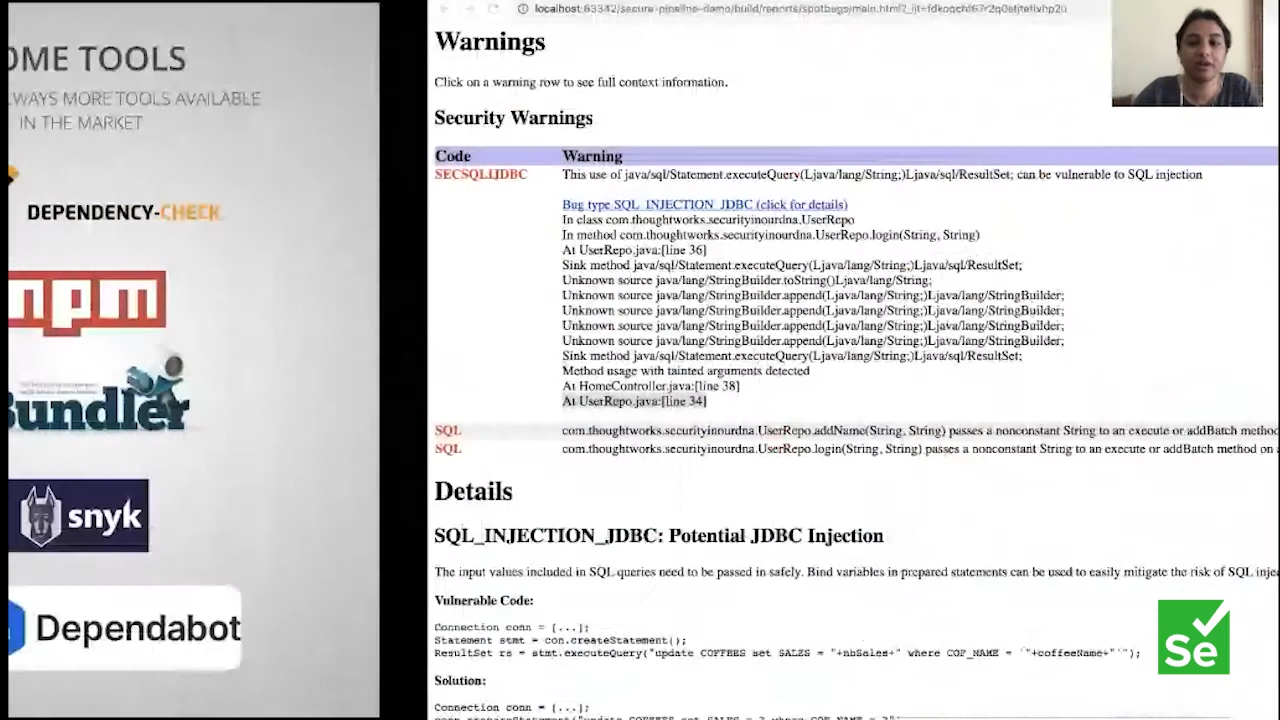 OME TOOLS
WAYS MORE TOOLS AVAILABLE
IN THE MARKET
DEPENDENCY-CHECK
npm
Bundler
snyk
Dependabot
Warnings
Click on a warning row to see full context information.
Security Warnings
Code Warning
SECSQLIJDBC This use of java/sql/Statement.executeQuery(Ljava/lang/String;)Ljava/sql/ResultSet; can be vulnerable to SQL injection
Bug type SQL_INJECTION_JDBC (click for details)
In class com.thoughtworks.securityinourdna.UserRepo
In method com.thoughtworks.securityinourdna.UserRepo.login(String, String)
At UserRepo.java:[line 36]
Sink method java/sql/Statement.executeQuery(Ljava/lang/String;)Ljava/sql/ResultSet;
Unknown source java/lang/StringBuilder.toString()Ljava/lang/String;
Unknown source java/lang/StringBuilder.append(Ljava/lang/String;)Ljava/lang/StringBuilder;
Unknown source java/lang/StringBuilder.append(Ljava/lang/String;)Ljava/lang/StringBuilder;
Unknown source java/lang/StringBuilder.append(Ljava/lang/String;)Ljava/lang/StringBuilder;
Unknown source java/lang/StringBuilder.append(Ljava/lang/String;)Ljava/lang/StringBuilder;
Sink method java/sql/Statement.executeQuery(Ljava/lang/String;)Ljava/sql/ResultSet;
Method usage with tainted arguments detected
At HomeController.java:[line 38]
At UserRepo.java:[line 34]
SQL com.thoughtworks.securityinourdna.UserRepo.addName(String, String) passes a nonconstant String to an execute or addBatch method
SQL com.thoughtworks.securityinourdna.UserRepo.login(String, String) passes a nonconstant String to an execute or addBatch method on
Details
SQL_INJECTION_JDBC: Potential JDBC Injection
The input values included in SQL queries need to be passed in safely. Bind variables in prepared statements can be used to easily mitigate the risk of SQL inje
Vulnerable Code:
Connection conn = [...];
Statement stmt = con.createStatement();
ResultSet rs = stmt.executeQuery("update COFFEES set SALES = "+nbSales+" where COF_NAME = '"+coffeeName+"'");
Solution:
Connection conn = [...];
Se